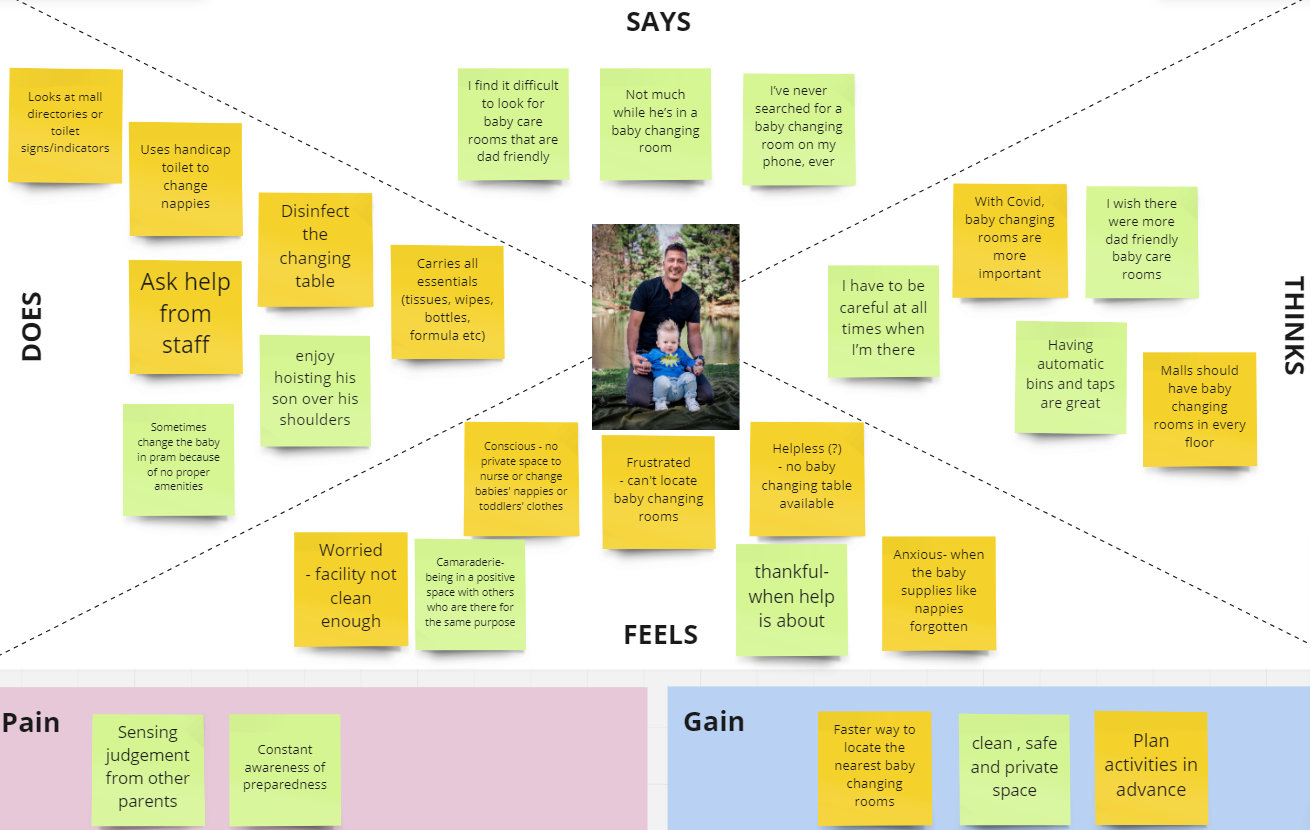 SAYS
I find it difficult
to look for
baby care
rooms that are
dad friendly
Not much
while he's in a
baby changing
room
I've never
searched for a
baby changing
room on my
phone, ever
DOES
Looks at mall
directories or
toilet
signs/indicators
Uses handicap
toilet to
change
nappies
Disinfect
the
changing
table
Carries all
essentials
(tissues, wipes,
bottles,
formula etc)
Ask help
from
staff
enjoy
hoisting his
son over his
shoulders
Sometimes
change the baby
in pram because
of no proper
amenities
THINKS
With Covid,
baby changing
rooms are
more
important
I wish there
were more
dad friendly
baby care
rooms
I have to be
careful at all
times when
I'm there
Having
automatic
bins and taps
are great
Malls should
have baby
changing
rooms in every
floor
Conscious - no
private space to
nurse or change
babies' nappies or
toddlers' clothes
Frustrated
- can't locate
baby changing
rooms
Helpless (?)
- no baby
changing table
available
Worried
- facility not
clean
enough
Camaraderie-
being in a positive
space with others
who are there for
the same purpose
thankful-
when help
is about
Anxious- when
the baby
supplies like
nappies
forgotten
FEELS
Pain
Sensing
judgement
from other
parents
Constant
awareness of
preparedness
Gain
Faster way to
locate the
nearest baby
changing
rooms
clean , safe
and private
space
Plan
activities in
advance